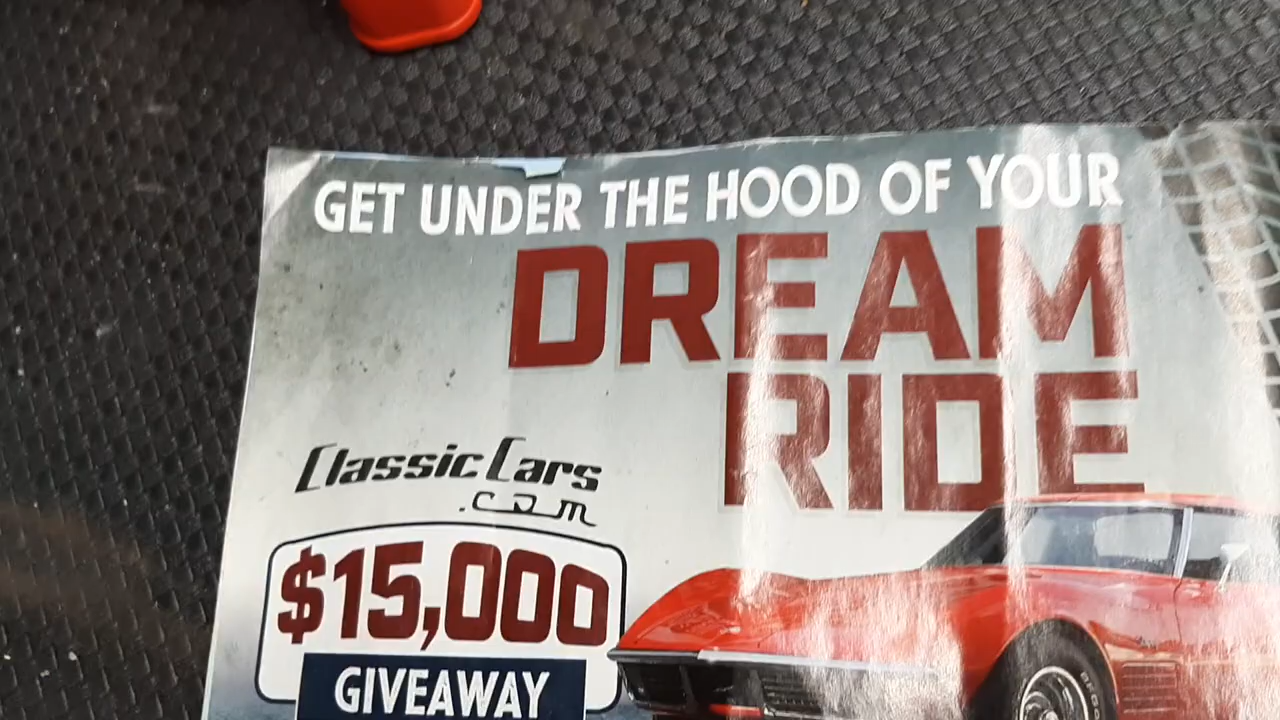 GET UNDER THE HOOD OF YOUR
DREAM
RIDE
ClassicCars
.com
$15,000
GIVEAWAY